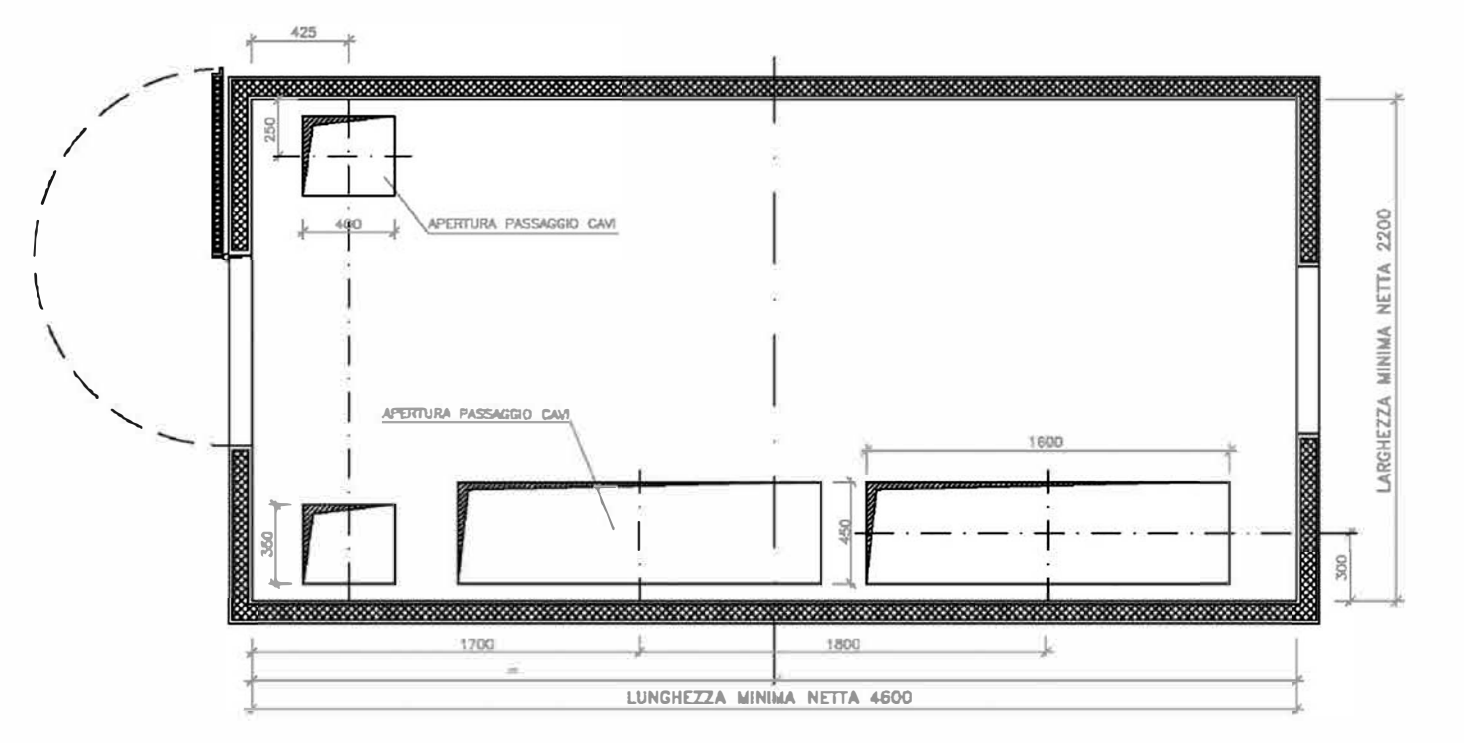 425
250
400
APERTURA PASSAGGIO CAVI
LARGHEZZA MINIMA NETTA 2200
APERTURA PASSAGGIO CAVI
1600
350
450
300
1700
1800
=
LUNGHEZZA MINIMA NETTA 4600